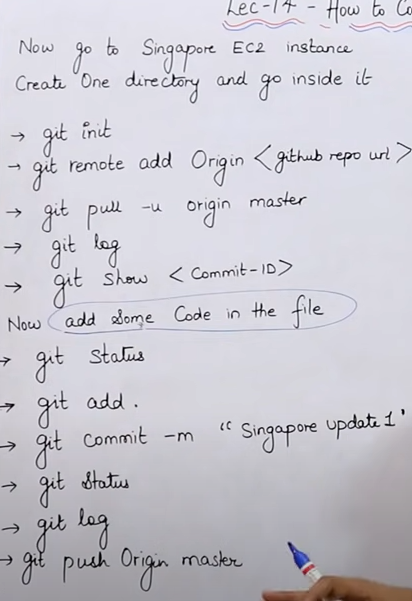 Lec-14 - How to Co
Now go to Singapore EC2 instance
Create One directory and go inside it
→ git init
→ git remote add Origin <github repo url>
→ git pull -u origin master
→ git log
→ git Show <Commit-ID>
Now add Some Code in the file
→ git Status
→ git add .
→ git Commit -m "Singapore update 1"
→ git Status
→ git log
→ git push Origin master